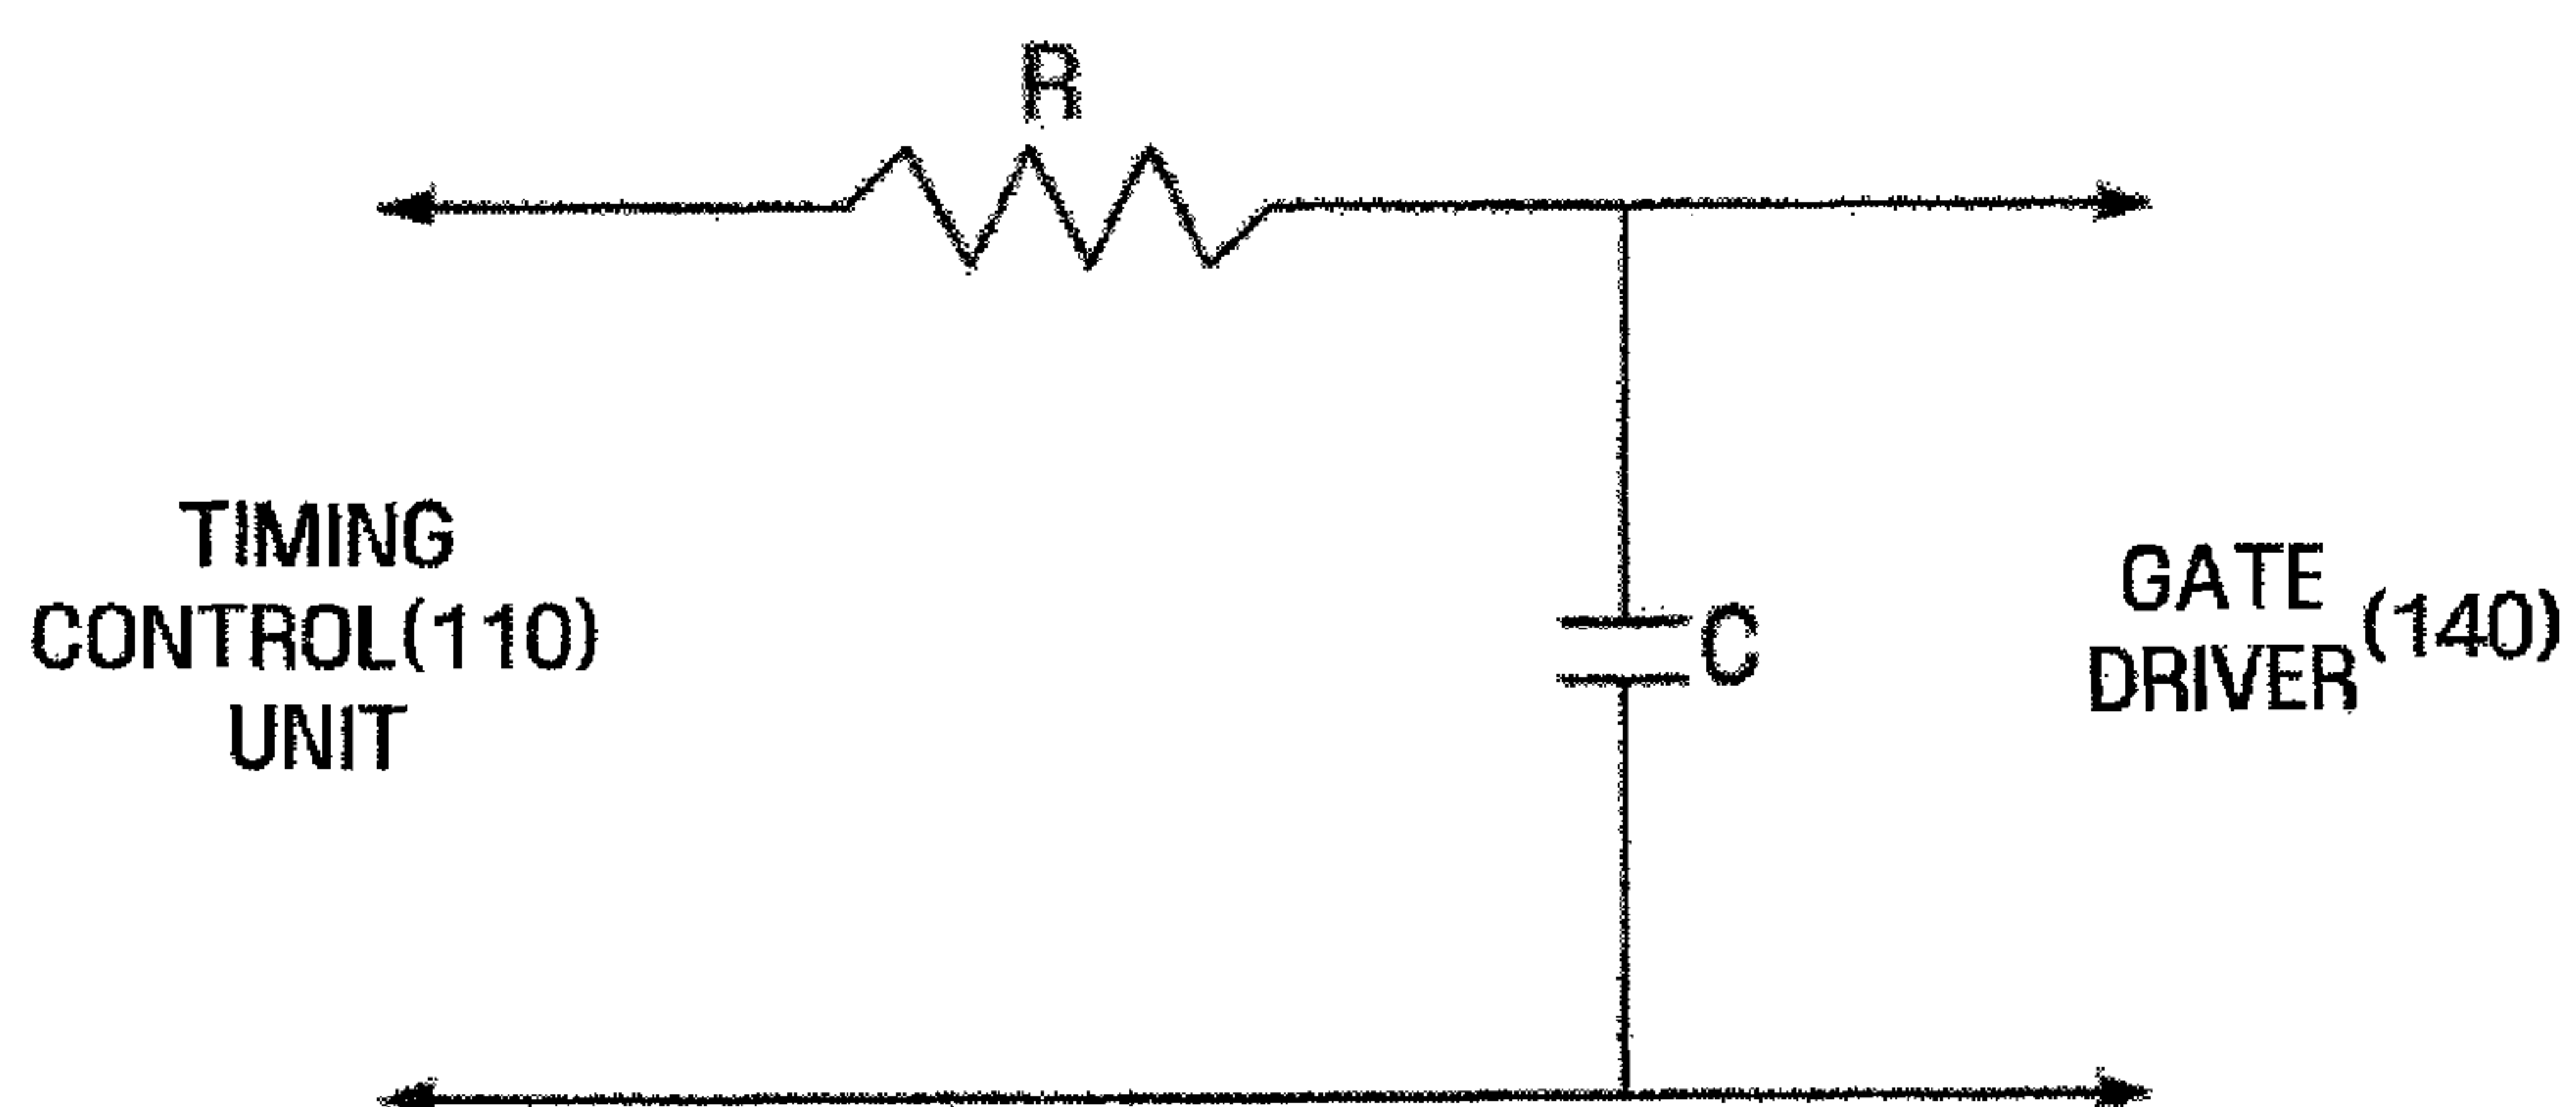 R
TIMING
CONTROL(110)
UNIT
C
GATE
DRIVER(140)